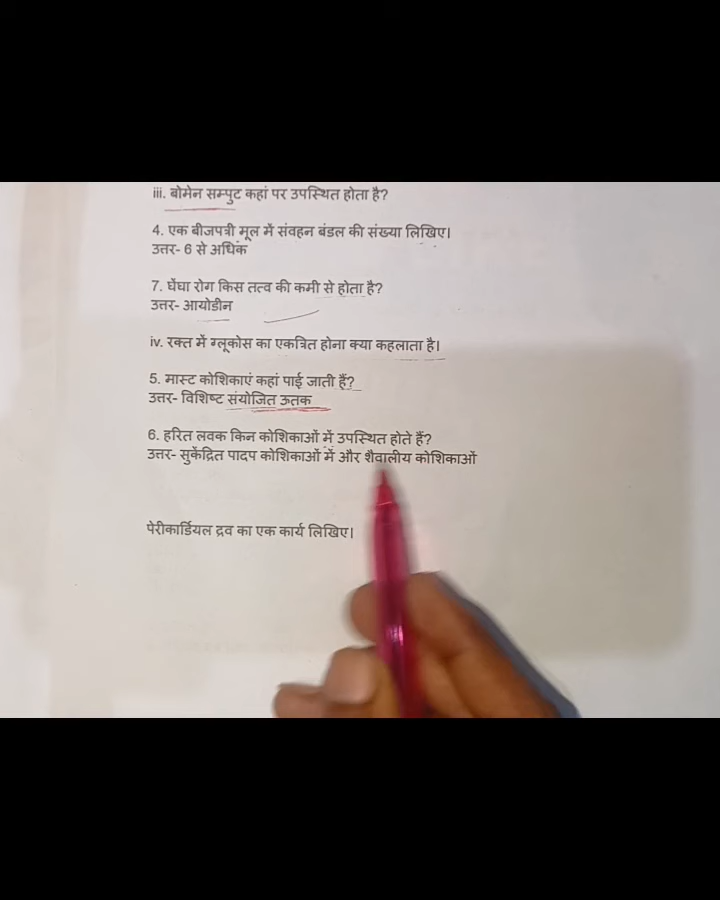 iii. बोमेन सम्पुट कहां पर उपस्थित होता है?
4. एक बीजपत्री मूल में संवहन बंडल की संख्या लिखिए।
उत्तर- 6 से अधिक
7. घेंघा रोग किस तत्व की कमी से होता है?
उत्तर- आयोडीन
iv. रक्त में ग्लूकोस का एकत्रित होना क्या कहलाता है।
5. मास्ट कोशिकाएं कहां पाई जाती हैं?
उत्तर- विशिष्ट संयोजित ऊतक
6. हरित लवक किन कोशिकाओं में उपस्थित होते हैं?
उत्तर- सुकेंद्रित पादप कोशिकाओं में और शैवालीय कोशिकाओं
पेरीकार्डियल द्रव का एक कार्य लिखिए।